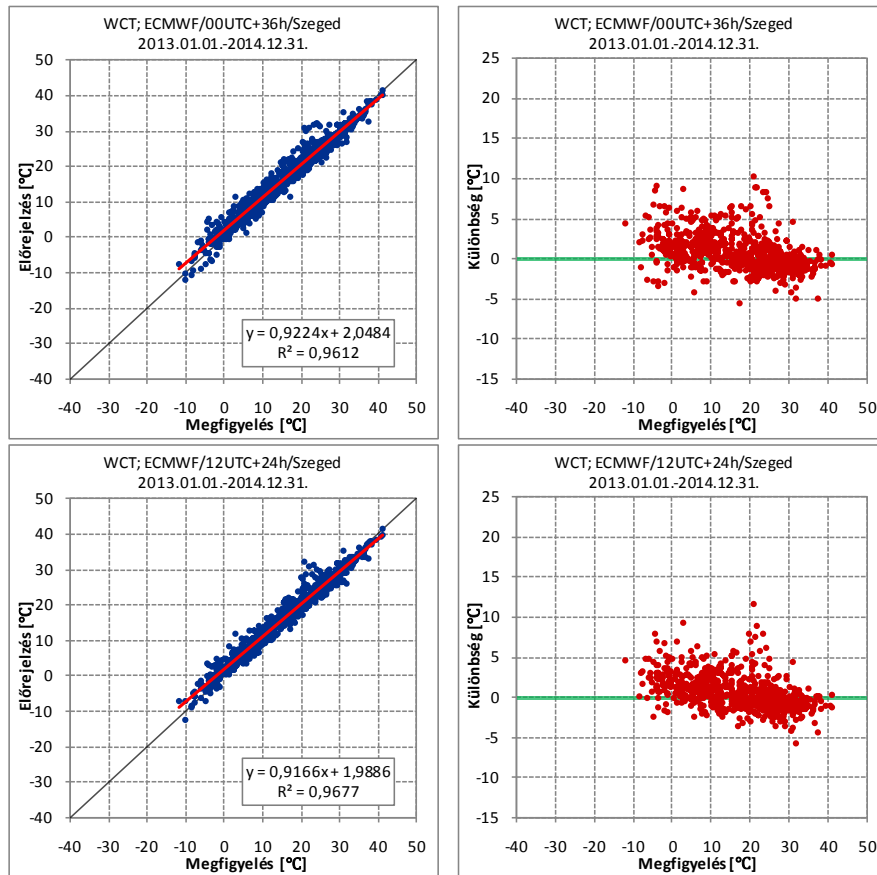 WCT; ECMWF/00UTC+36h/Szeged
2013.01.01.-2014.12.31.
50
40
30
20
10
0
-10
-20
-30
-40
Előrejelzés [°C]
y = 0,9224x + 2,0484
R² = 0,9612
-40 -30 -20 -10 0 10 20 30 40 50
Megfigyelés [°C]
WCT; ECMWF/00UTC+36h/Szeged
2013.01.01.-2014.12.31.
25
20
15
10
5
0
-5
-10
-15
Különbség [°C]
-40 -30 -20 -10 0 10 20 30 40 50
Megfigyelés [°C]
WCT; ECMWF/12UTC+24h/Szeged
2013.01.01.-2014.12.31.
50
40
30
20
10
0
-10
-20
-30
-40
Előrejelzés [°C]
y = 0,9166x + 1,9886
R² = 0,9677
-40 -30 -20 -10 0 10 20 30 40 50
Megfigyelés [°C]
WCT; ECMWF/12UTC+24h/Szeged
2013.01.01.-2014.12.31.
25
20
15
10
5
0
-5
-10
-15
Különbség [°C]
-40 -30 -20 -10 0 10 20 30 40 50
Megfigyelés [°C]